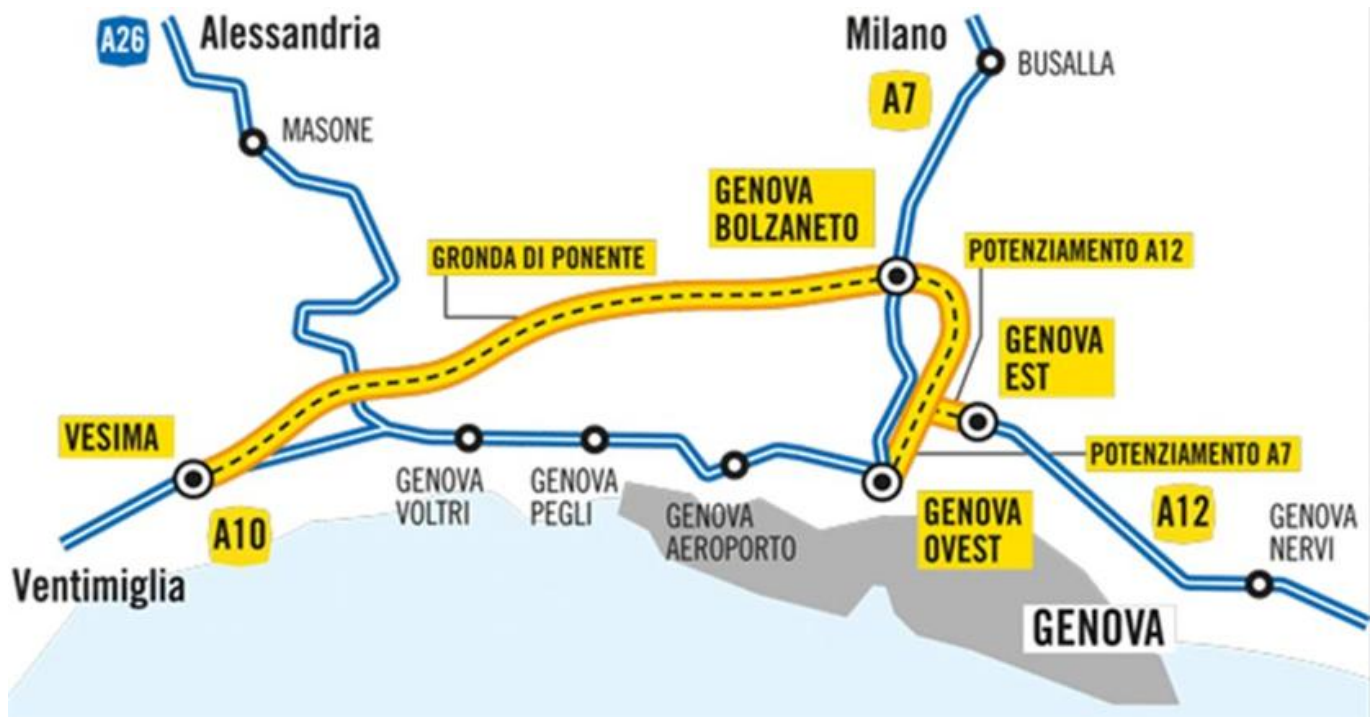 A26
Alessandria
Milano
BUSALLA
A7
MASONE
GENOVA
BOLZANETO
GRONDA DI PONENTE
POTENZIAMENTO A12
GENOVA
EST
VESIMA
POTENZIAMENTO A7
GENOVA
VOLTRI
GENOVA
PEGLI
GENOVA
AEROPORTO
GENOVA
OVEST
A12
GENOVA
NERVI
A10
Ventimiglia
GENOVA